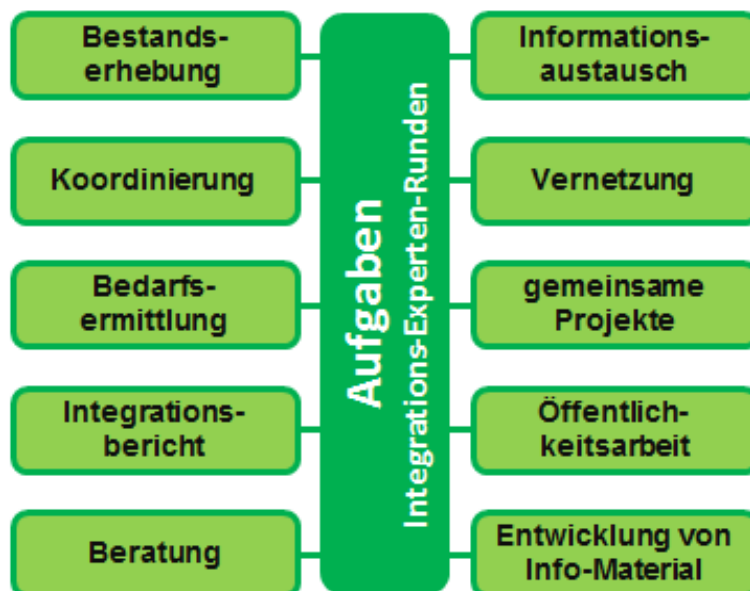 Bestands-
erhebung
Koordinierung
Bedarfs-
ermittlung
Integrations-
bericht
Beratung
Aufgaben
Integrations-Experten-Runden
Informations-
austausch
Vernetzung
gemeinsame
Projekte
Öffentlich-
keitsarbeit
Entwicklung von
Info-Material